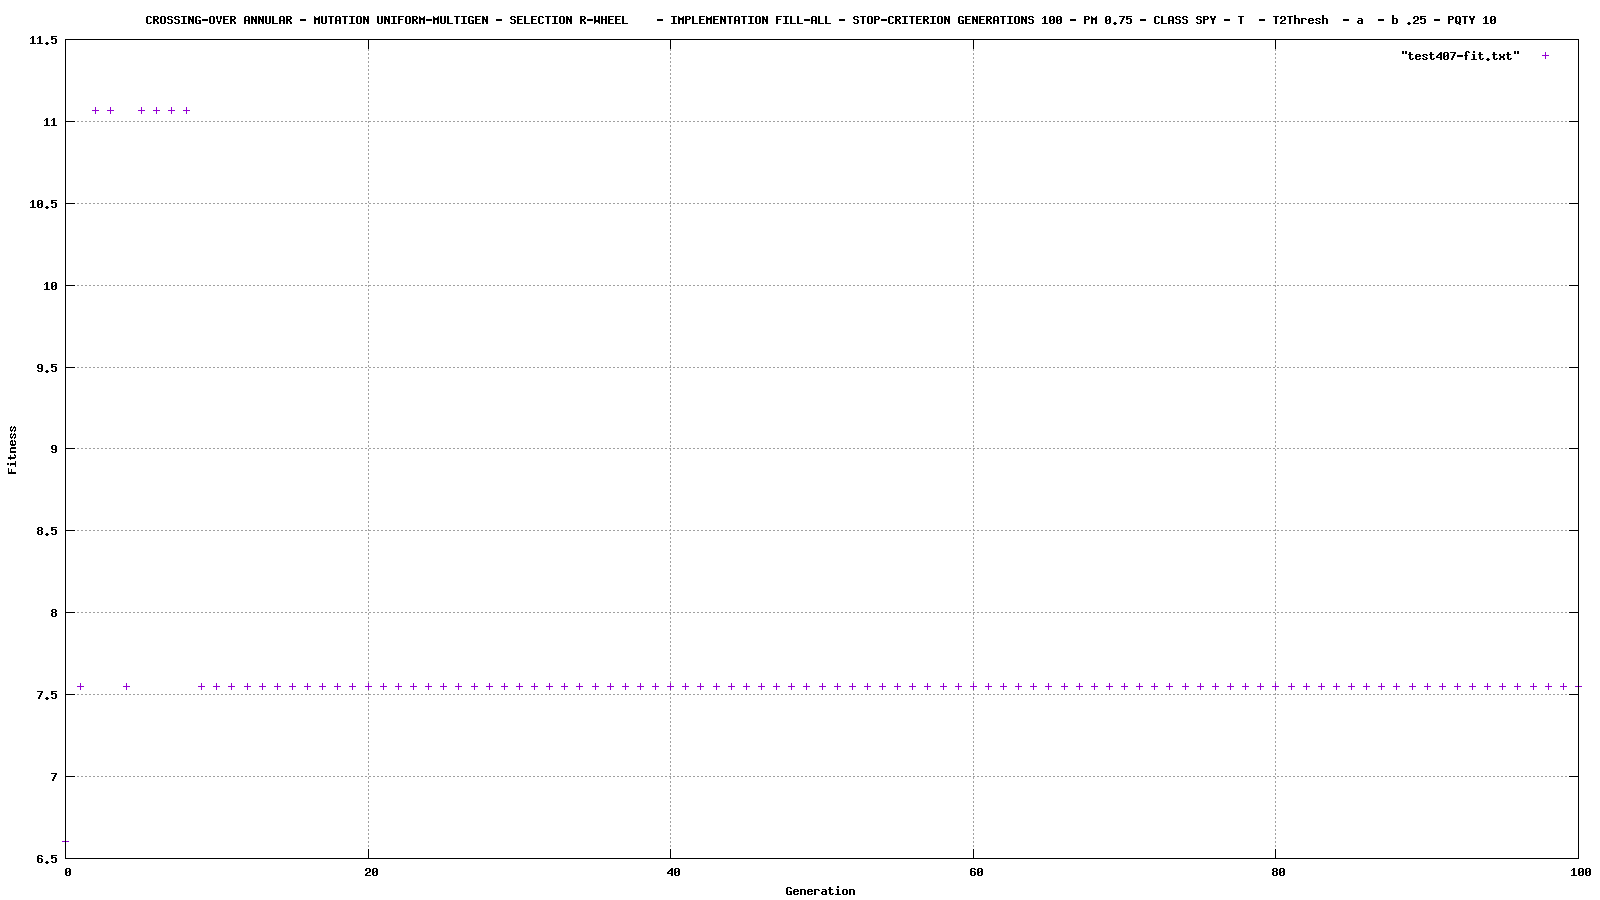 CROSSING-OVER ANNULAR - MUTATION UNIFORM-MULTIGEN - SELECTION R-WHEEL    - IMPLEMENTATION FILL-ALL - STOP-CRITERION GENERATIONS 100 - PM 0.75 - CLASS SPY - T  - T2Thresh  - a  - b .25 - PQTY 10
"test407-fit.txt"
11.5
11
10.5
10
9.5
9
8.5
8
7.5
7
6.5
Fitness
0 20 40 60 80 100
Generation